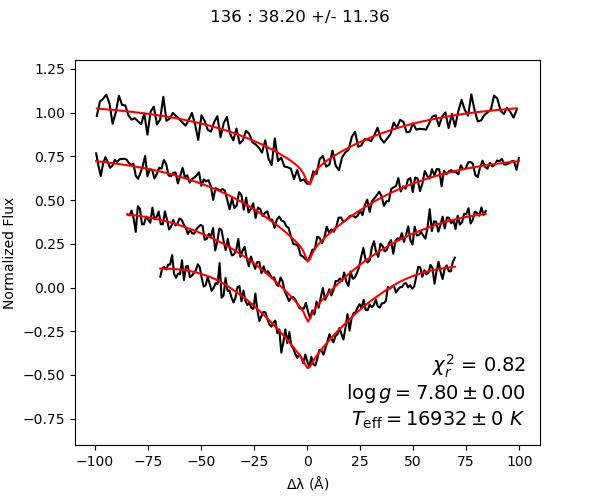 136 : 38.20 +/- 11.36
1.25
1.00
0.75
0.50
0.25
0.00
−0.25
−0.50
−0.75
Normalized Flux
χ²ᵣ = 0.82
log g = 7.80 ± 0.00
T_eff = 16932 ± 0 K
−100 −75 −50 −25 0 25 50 75 100
Δλ (Å)